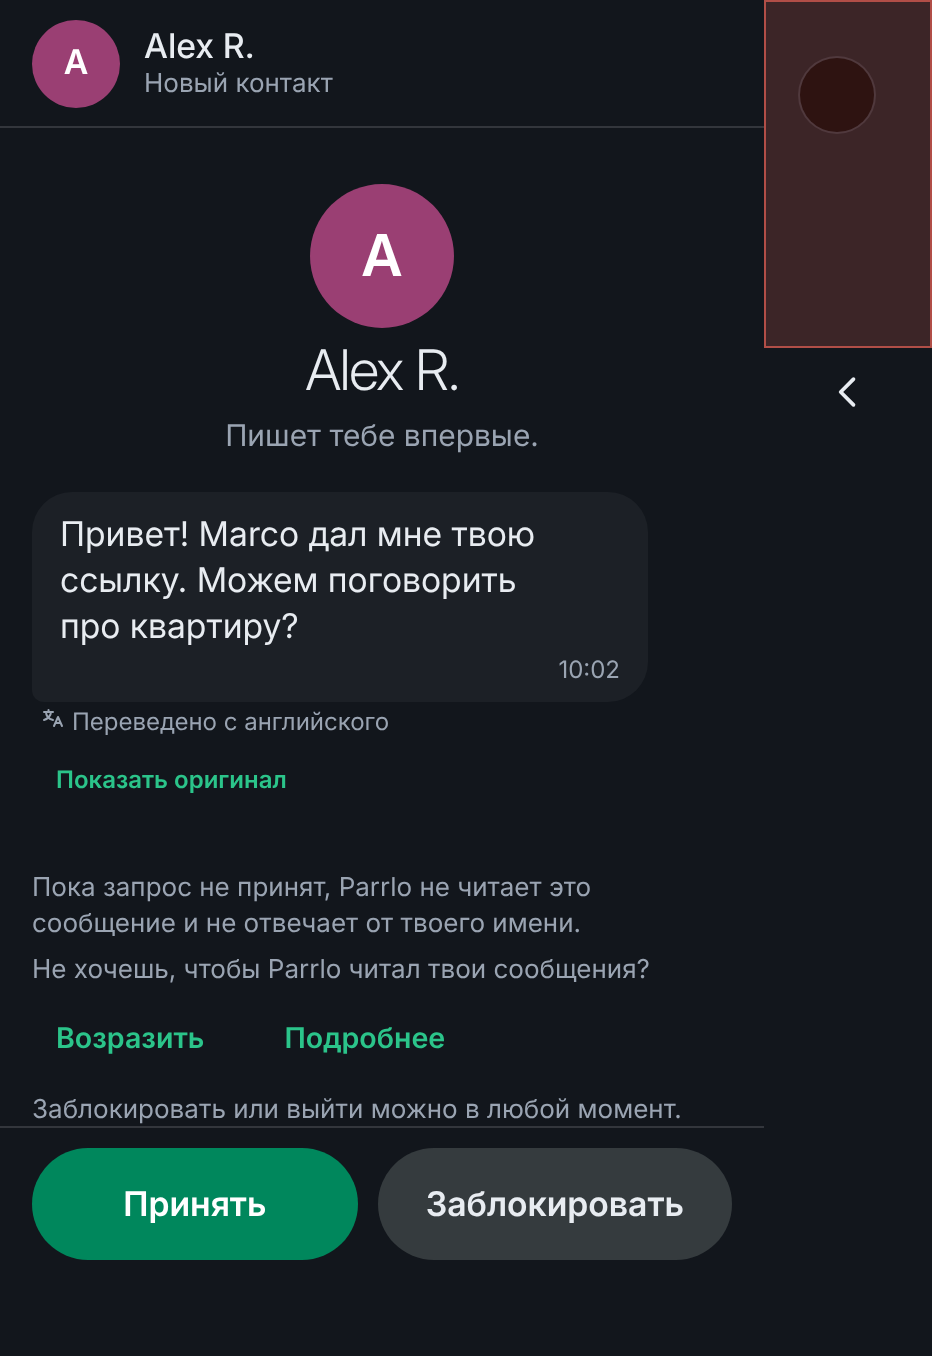 A
Alex R.
Новый контакт
A
Alex R.
Пишет тебе впервые.
Привет! Marco дал мне твою
ссылку. Можем поговорить
про квартиру?
10:02
Переведено с английского
Показать оригинал
Пока запрос не принят, Parrlo не читает это
сообщение и не отвечает от твоего имени.
Не хочешь, чтобы Parrlo читал твои сообщения?
Возразить Подробнее
Заблокировать или выйти можно в любой момент.
Принять Заблокировать